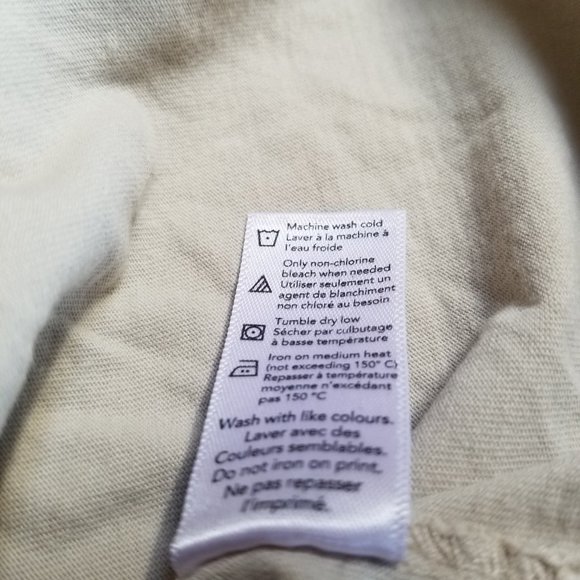 Machine wash cold
Laver à la machine à
l'eau froide
Only non-chlorine
bleach when needed
Utiliser seulement un
agent de blanchiment
non chloré au besoin
Tumble dry low
Sécher par culbutage
à basse température
Iron on medium heat
(not exceeding 150° C)
Repasser à température
moyenne n'excédant
pas 150 °C
Wash with like colours.
Laver avec des
Couleurs semblables.
Do not iron on print.
Ne pas repasser
l'imprimé.